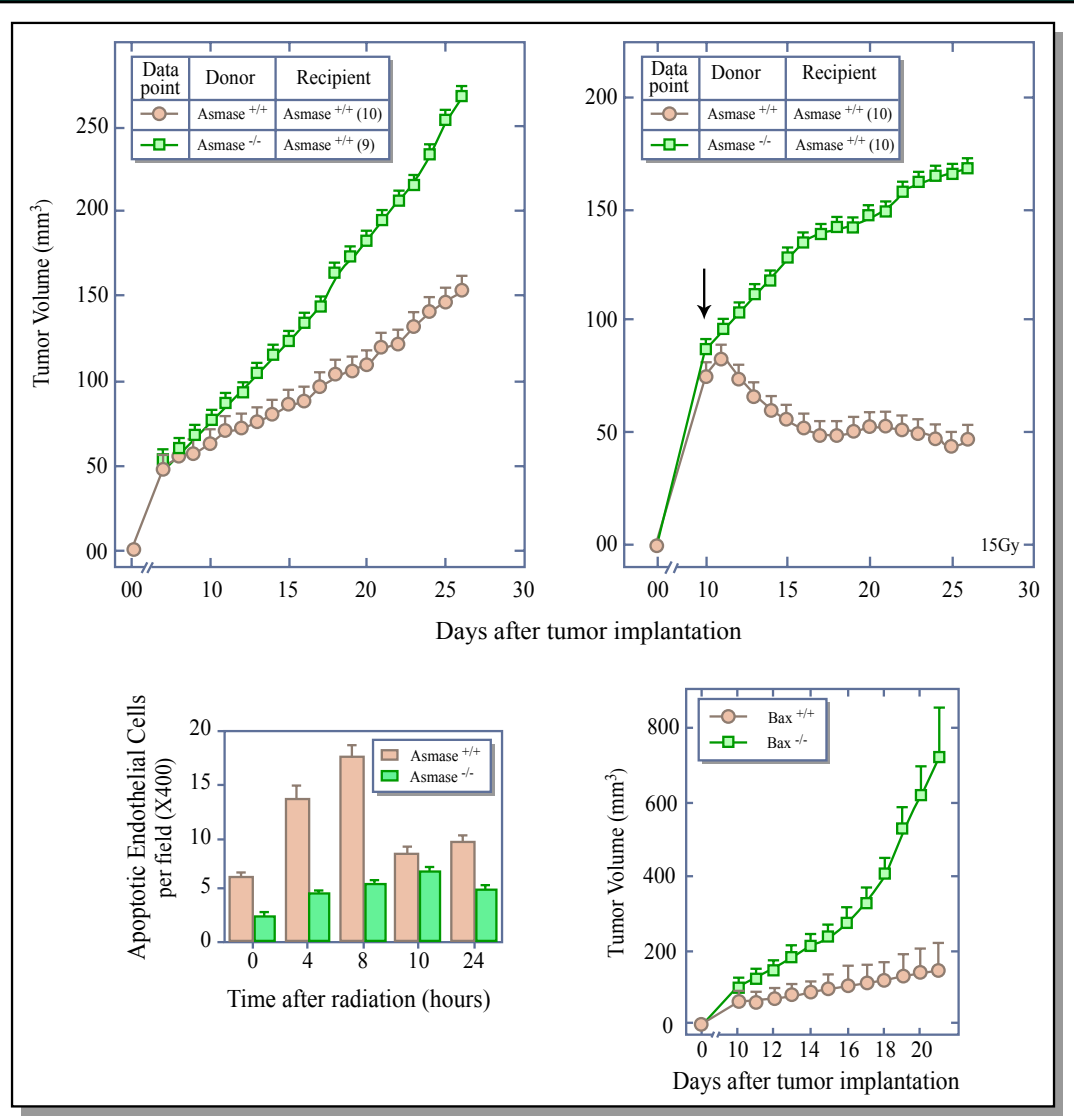 Data point Donor Recipient
Asmase +/+ Asmase +/+ (10)
Asmase -/- Asmase +/+ (9)
250
200
150
100
50
00
Tumor Volume (mm3)
00 10 15 20 25 30
Data point Donor Recipient
Asmase +/+ Asmase +/+ (10)
Asmase -/- Asmase +/+ (10)
200
150
100
50
00
15Gy
00 10 15 20 25 30
Days after tumor implantation
Apoptotic Endothelial Cells
per field (X400)
20
15
10
5
0
Asmase +/+
Asmase -/-
0 4 8 10 24
Time after radiation (hours)
Tumor Volume (mm3)
800
600
400
200
0
Bax +/+
Bax -/-
0 10 12 14 16 18 20
Days after tumor implantation